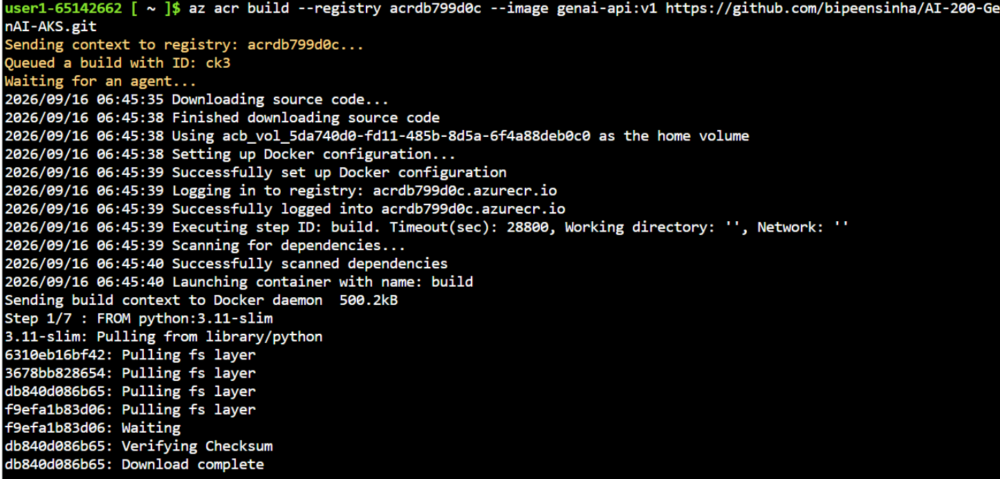 user1-65142662 [ ~ ]$ az acr build --registry acrdb799d0c --image genai-api:v1 https://github.com/bipeensinha/AI-200-Ge
nAI-AKS.git
Sending context to registry: acrdb799d0c...
Queued a build with ID: ck3
Waiting for an agent...
2026/09/16 06:45:35 Downloading source code...
2026/09/16 06:45:38 Finished downloading source code
2026/09/16 06:45:38 Using acb_vol_5da740d0-fd11-485b-8d5a-6f4a88deb0c0 as the home volume
2026/09/16 06:45:38 Setting up Docker configuration...
2026/09/16 06:45:39 Successfully set up Docker configuration
2026/09/16 06:45:39 Logging in to registry: acrdb799d0c.azurecr.io
2026/09/16 06:45:39 Successfully logged into acrdb799d0c.azurecr.io
2026/09/16 06:45:39 Executing step ID: build. Timeout(sec): 28800, Working directory: '', Network: ''
2026/09/16 06:45:39 Scanning for dependencies...
2026/09/16 06:45:40 Successfully scanned dependencies
2026/09/16 06:45:40 Launching container with name: build
Sending build context to Docker daemon  500.2kB
Step 1/7 : FROM python:3.11-slim
3.11-slim: Pulling from library/python
6310eb16bf42: Pulling fs layer
3678bb828654: Pulling fs layer
db840d086b65: Pulling fs layer
f9efa1b83d06: Pulling fs layer
f9efa1b83d06: Waiting
db840d086b65: Verifying Checksum
db840d086b65: Download complete